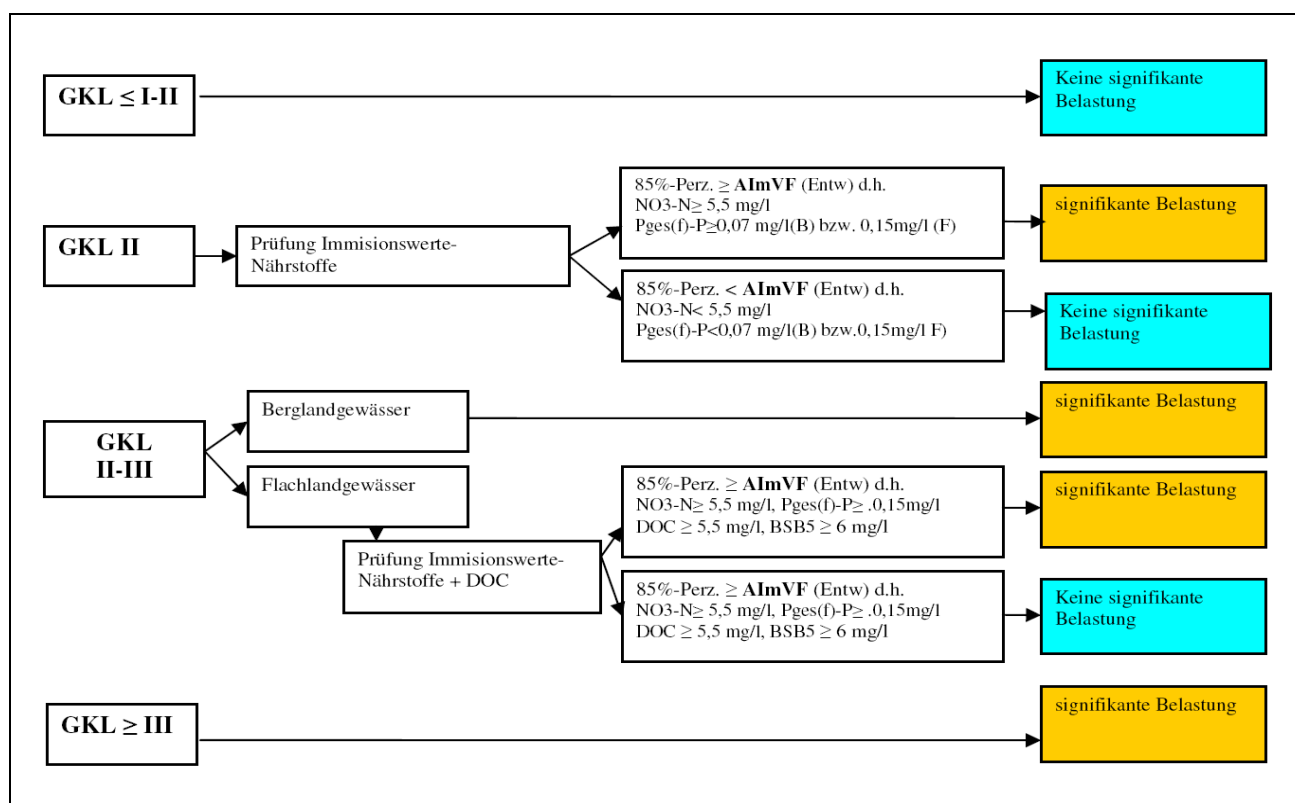 GKL ≤ I-II
Keine signifikante
Belastung
GKL II
Prüfung Immisionswerte-
Nährstoffe
85%-Perz. ≥ AImVF (Entw) d.h.
NO3-N≥ 5,5 mg/l
Pges(f)-P≥0,07 mg/l(B) bzw. 0,15mg/l (F)
signifikante Belastung
85%-Perz. < AImVF (Entw) d.h.
NO3-N< 5,5 mg/l
Pges(f)-P<0,07 mg/l(B) bzw.0,15mg/l F)
Keine signifikante
Belastung
GKL
II-III
Berglandgewässer
signifikante Belastung
Flachlandgewässer
Prüfung Immisionswerte-
Nährstoffe + DOC
85%-Perz. ≥ AImVF (Entw) d.h.
NO3-N≥ 5,5 mg/l, Pges(f)-P≥ .0,15mg/l
DOC ≥ 5,5 mg/l, BSB5 ≥ 6 mg/l
signifikante Belastung
85%-Perz. ≥ AImVF (Entw) d.h.
NO3-N≥ 5,5 mg/l, Pges(f)-P≥ .0,15mg/l
DOC ≥ 5,5 mg/l, BSB5 ≥ 6 mg/l
Keine signifikante
Belastung
GKL ≥ III
signifikante Belastung